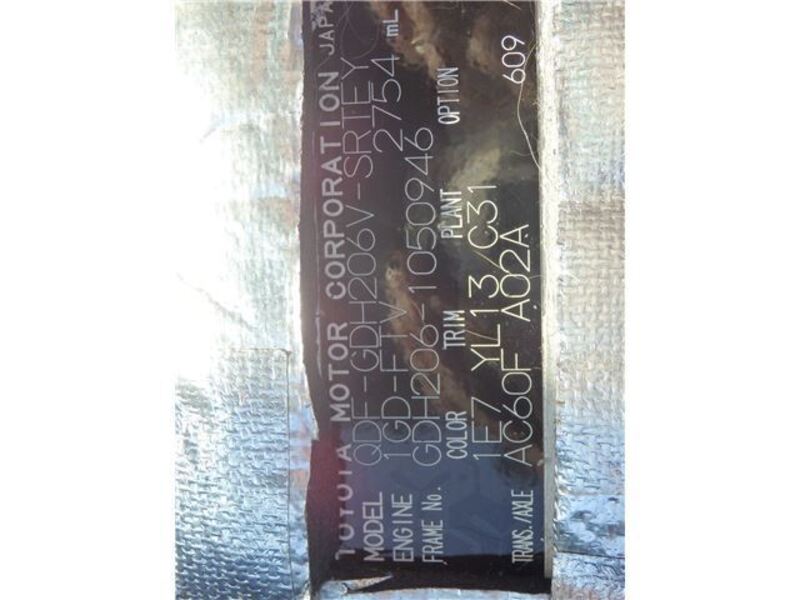 TOYOTA MOTOR CORPORATION JAPA
MODEL QDF-GDH206V-SRTEY
ENGINE 1GD-FTV 2754 mL
FRAME No. GDH206-1050946
COLOR TRIM PLANT OPTION
1E7 YL13/C31
TRANS./AXLE AC60F A02A 609